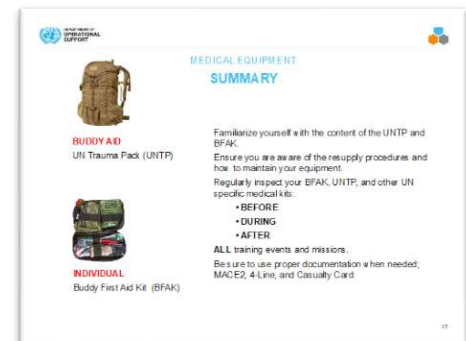 DEPARTMENT OF
OPERATIONAL
SUPPORT
MEDICAL EQUIPMENT
SUMMARY
BUDDY AID
UN Trauma Pack (UNTP)
INDIVIDUAL
Buddy First Aid Kit (BFAK)
Familiarize yourself with the content of the UNTP and
BFAK.
Ensure you are aware of the resupply procedures and
how to maintain your equipment.
Regularly inspect your BFAK, UNTP, and other UN
specific medical kits:
• BEFORE
• DURING
• AFTER
ALL training events and missions.
Be sure to use proper documentation when needed;
MACE2, 4-Line, and Casualty Card
17